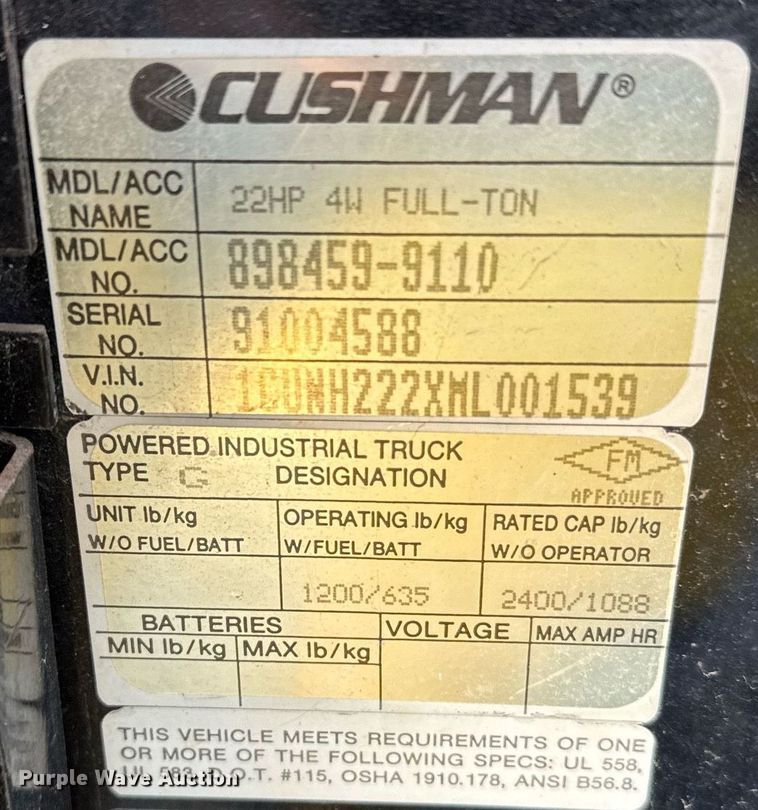 CUSHMAN®
MDL/ACC NAME 22HP 4W FULL-TON
MDL/ACC NO. 898459-9110
SERIAL NO. 91004588
V.I.N. NO. 1CUNH222XML001539
POWERED INDUSTRIAL TRUCK
TYPE G DESIGNATION
FM
APPROVED
UNIT lb/kg W/O FUEL/BATT
OPERATING lb/kg W/FUEL/BATT
RATED CAP lb/kg W/O OPERATOR
1200/635
2400/1088
BATTERIES
VOLTAGE
MAX AMP HR
MIN lb/kg
MAX lb/kg
THIS VEHICLE MEETS REQUIREMENTS OF ONE
OR MORE OF THE FOLLOWING SPECS: UL 558,
#115, OSHA 1910.178, ANSI B56.8.
Purple Wave Auction